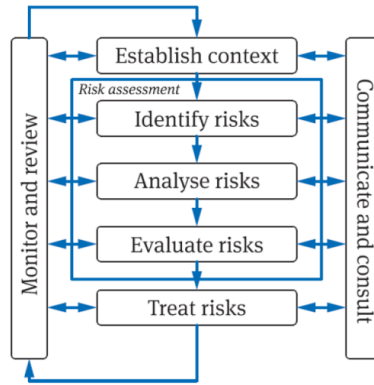 Establish context
Risk assessment
Identify risks
Analyse risks
Evaluate risks
Treat risks
Monitor and review
Communicate and consult